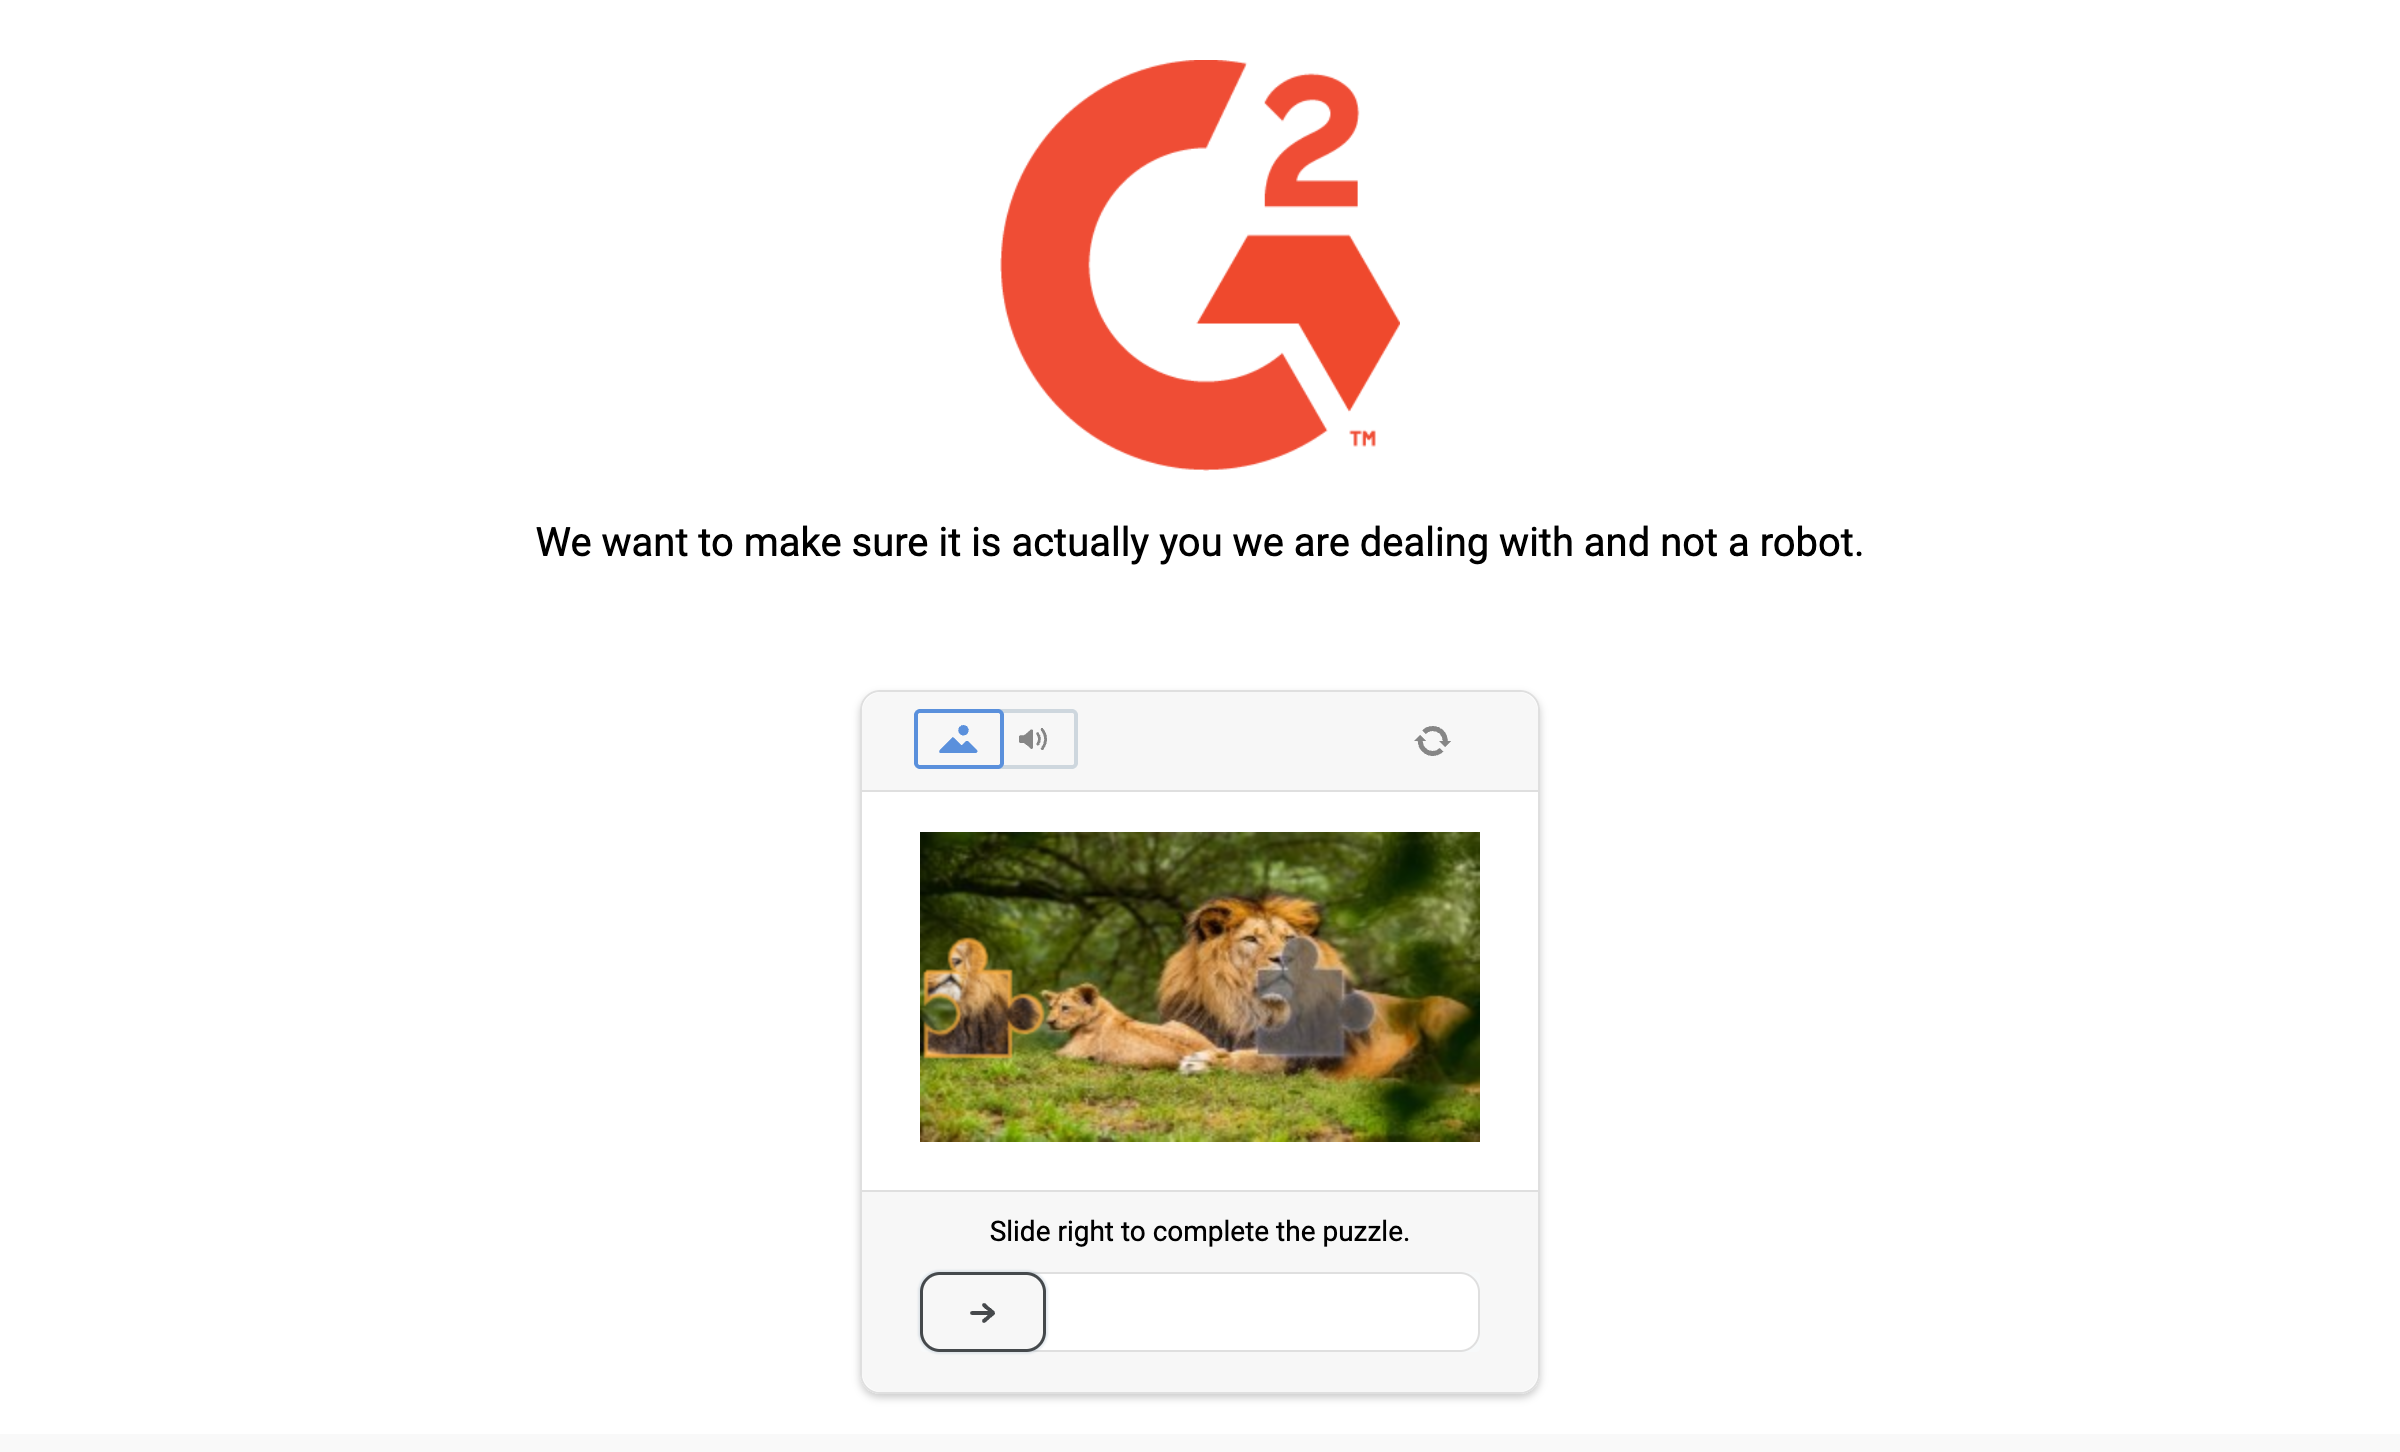 G2
TM
We want to make sure it is actually you we are dealing with and not a robot.
Slide right to complete the puzzle.